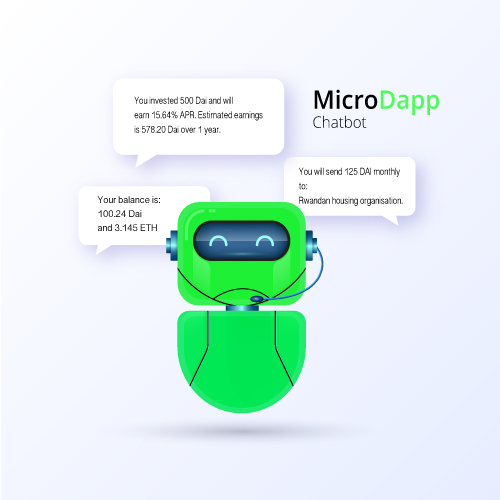 You invested 500 Dai and will
earn 15.64% APR. Estimated earnings
is 578.20 Dai over 1 year.
MicroDapp
Chatbot
You will send 125 DAI monthly
to:
Rwandan housing organisation.
Your balance is:
100.24 Dai
and 3.145 ETH